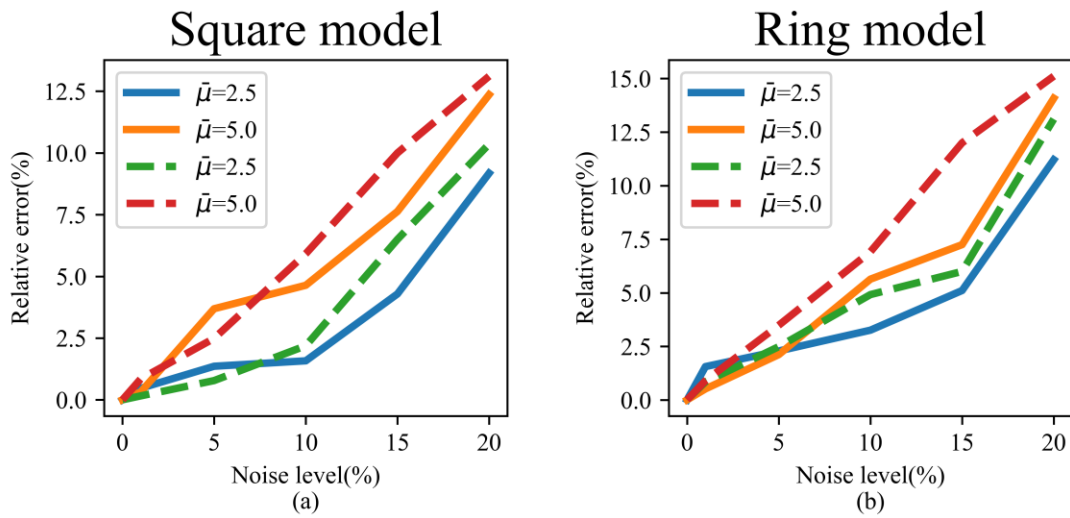 Square model
12.5
10.0
7.5
5.0
2.5
0.0
Relative error(%)
μ̄=2.5
μ̄=5.0
μ̄=2.5
μ̄=5.0
0 5 10 15 20
Noise level(%)
(a)
Ring model
15.0
12.5
10.0
7.5
5.0
2.5
0.0
Relative error(%)
μ̄=2.5
μ̄=5.0
μ̄=2.5
μ̄=5.0
0 5 10 15 20
Noise level(%)
(b)